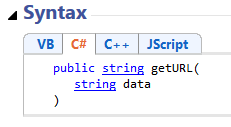 Syntax
VB C# C++ JScript
public string getURL(
string data
)